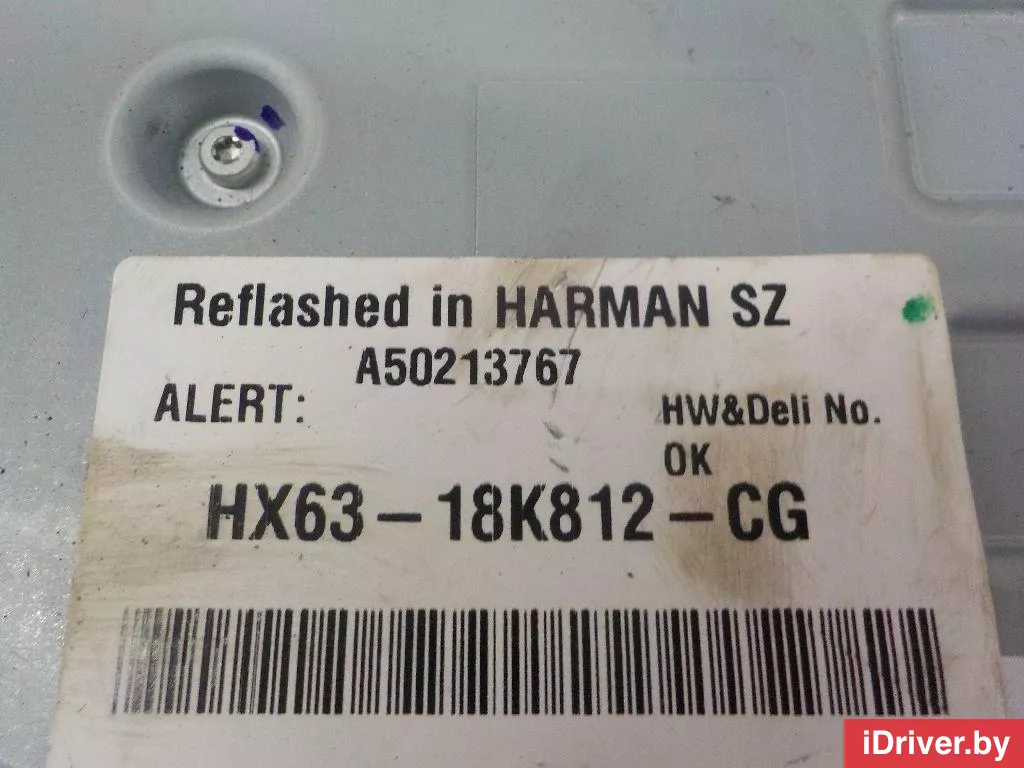 Reflashed in HARMAN SZ
A50213767
ALERT:
HW&Deli No.
OK
HX63-18K812-CG
iDriver.by